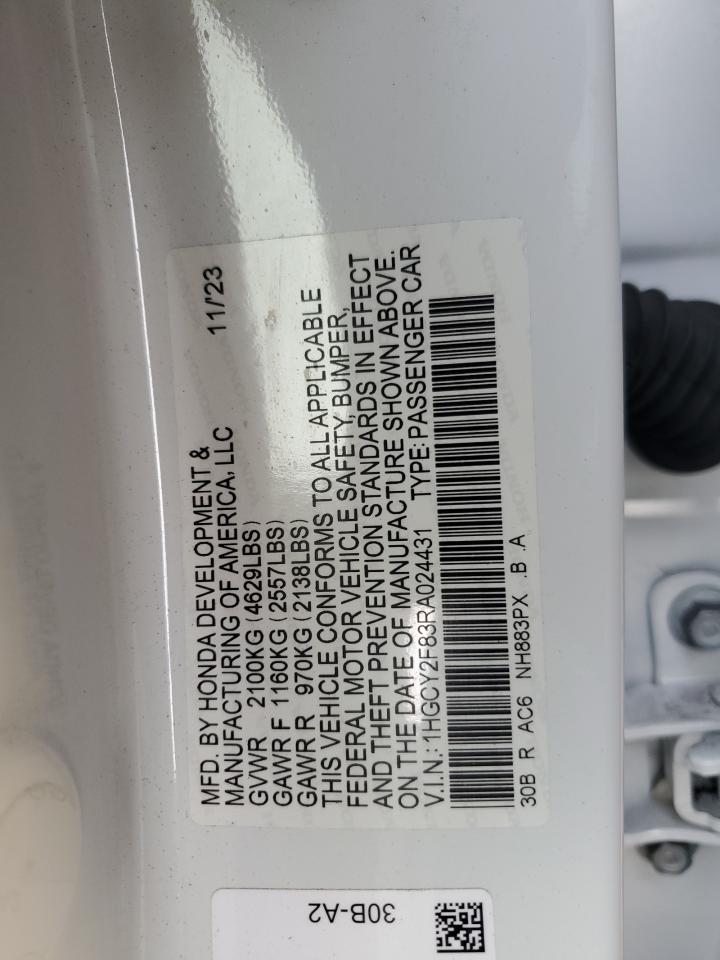 MFD. BY HONDA DEVELOPMENT & 11/'23
MANUFACTURING OF AMERICA, LLC
GVWR 2100KG (4629LBS)
GAWR F 1160KG (2557LBS)
GAWR R 970KG (2138LBS)
THIS VEHICLE CONFORMS TO ALL APPLICABLE
FEDERAL MOTOR VEHICLE SAFETY, BUMPER,
AND THEFT PREVENTION STANDARDS IN EFFECT
ON THE DATE OF MANUFACTURE SHOWN ABOVE.
V.I.N.: 1HGCY2F83RA024431 TYPE: PASSENGER CAR
30B R AC6 NH883PX .B .A
30B-A2